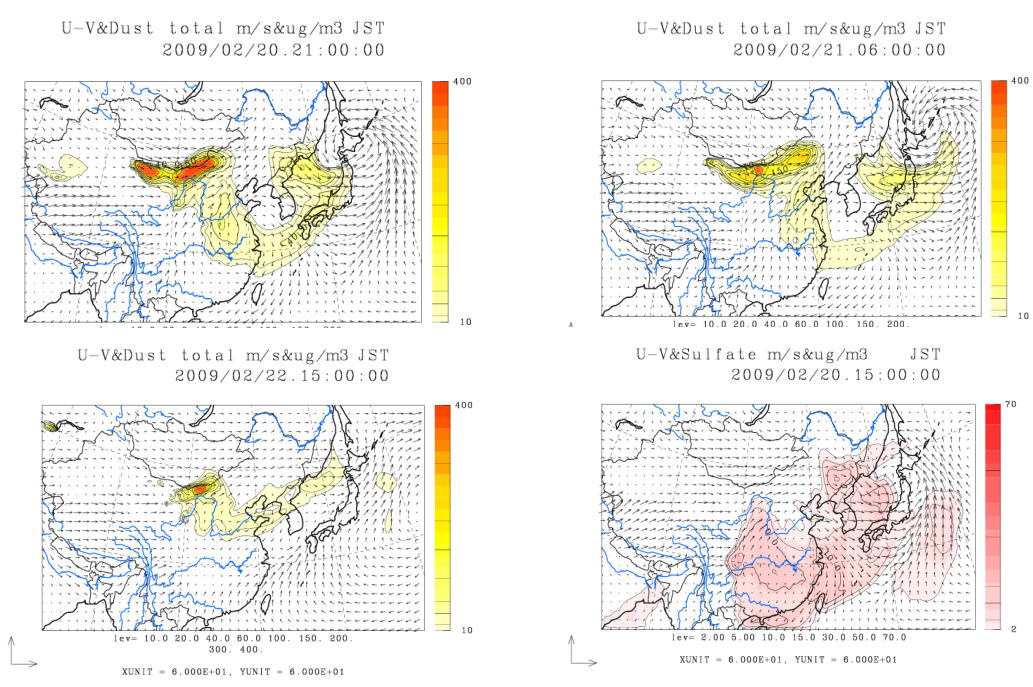 U-V&Dust total m/s&ug/m3 JST
2009/02/20.21:00:00
400
10
U-V&Dust total m/s&ug/m3 JST
2009/02/21.06:00:00
400
10
lev= 10.0 20.0 40.0 60.0 100. 150. 200.
U-V&Dust total m/s&ug/m3 JST
2009/02/22.15:00:00
400
10
lev= 10.0 20.0 40.0 60.0 100. 150. 200.
300. 400.
XUNIT = 6.000E+01, YUNIT = 6.000E+01
U-V&Sulfate m/s&ug/m3 JST
2009/02/20.15:00:00
70
2
lev= 2.00 5.00 10.0 15.0 30.0 50.0 70.0
XUNIT = 6.000E+01, YUNIT = 6.000E+01